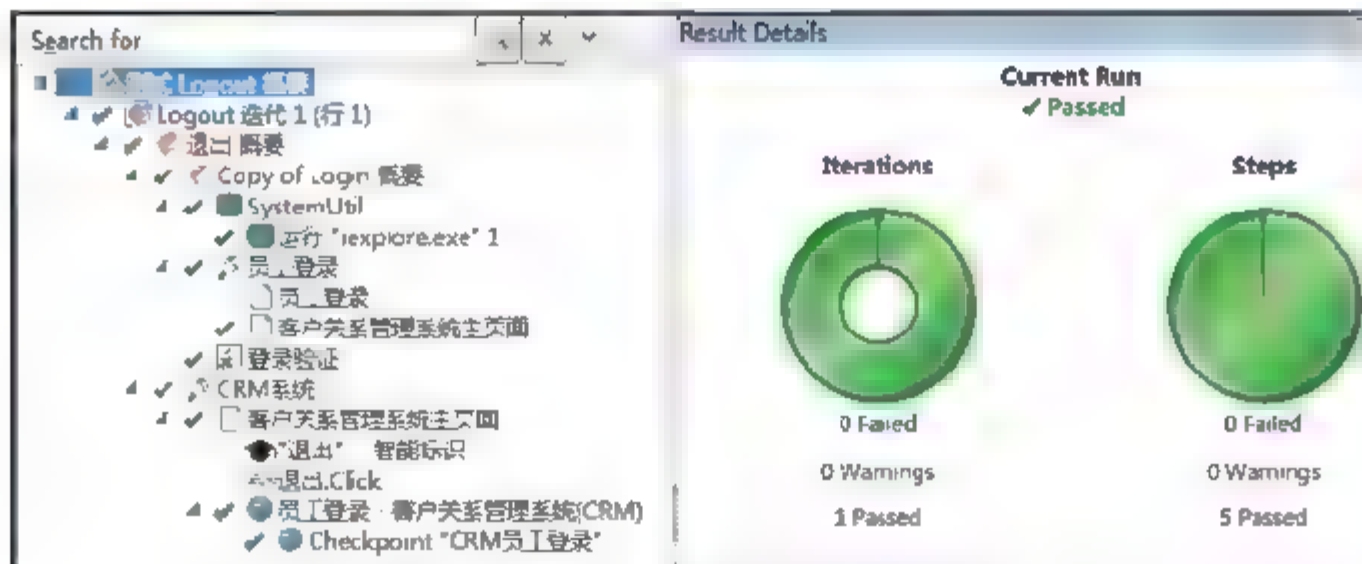 Search for
Logout 概要
Logout 迭代 1 (行 1)
退出 概要
Copy of Login 概要
SystemUtil
运行 "iexplore.exe" 1
员工登录
员工登录
客户关系管理系统主页面
登录验证
CRM系统
客户关系管理系统主页面
"退出" 智能标识
退出.Click
员工登录 - 客户关系管理系统(CRM)
Checkpoint "CRM员工登录"
Result Details
Current Run
Passed
Iterations
0 Failed
0 Warnings
1 Passed
Steps
0 Failed
0 Warnings
5 Passed